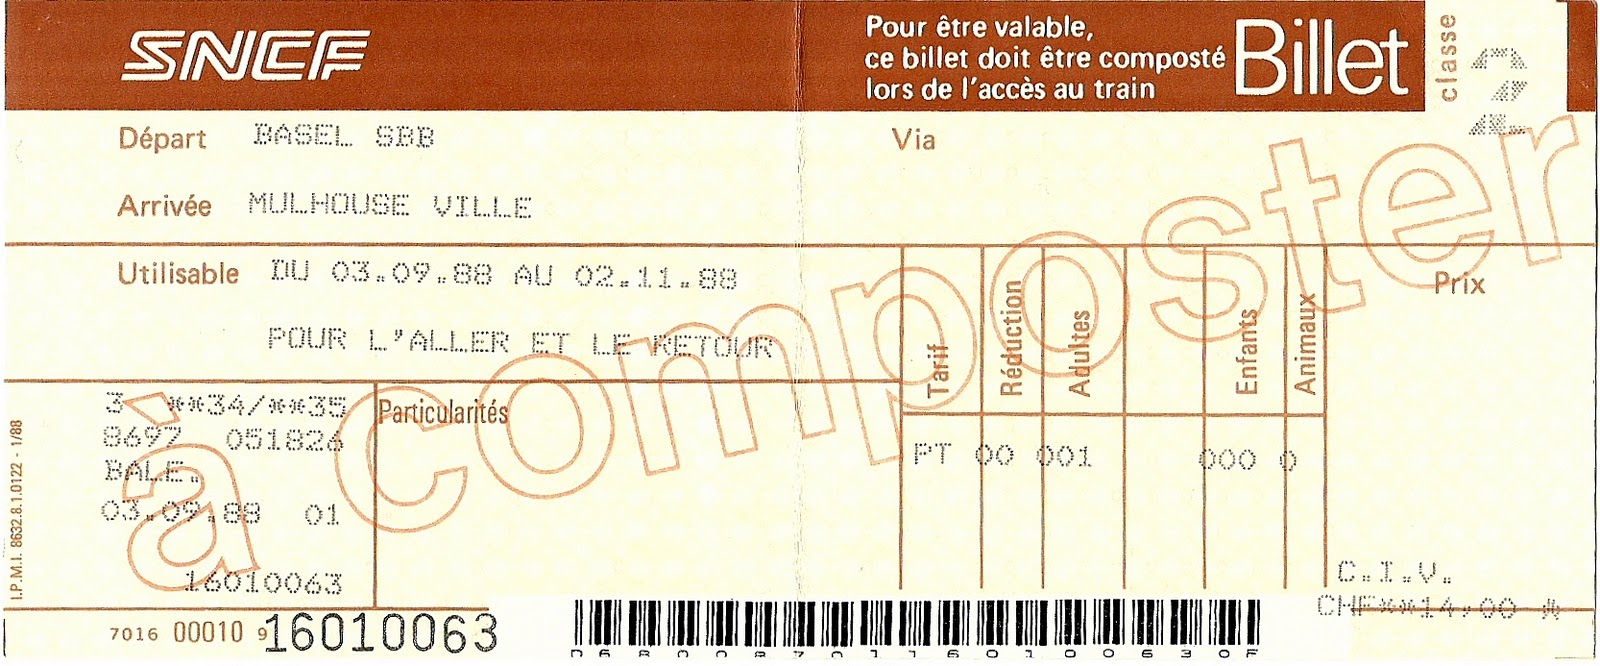 SNCF
Pour être valable,
ce billet doit être composté
lors de l'accès au train
Billet
classe
2
Départ BASEL SBB
Via
Arrivée MULHOUSE VILLE
Utilisable DU 03.09.88 AU 02.11.88
POUR L'ALLER ET LE RETOUR
Tarif Réduction Adultes Enfants Animaux
Prix
à composter
3 **34/**35
Particularités
8697 051826
BALE.
03.09.88 01
16010063
PT 00 001 000 0
C.I.V.
CHF**14,00 *
I.P.M.I. 8632.8.1.0122 - 1/88
7016 00010 9 16010063